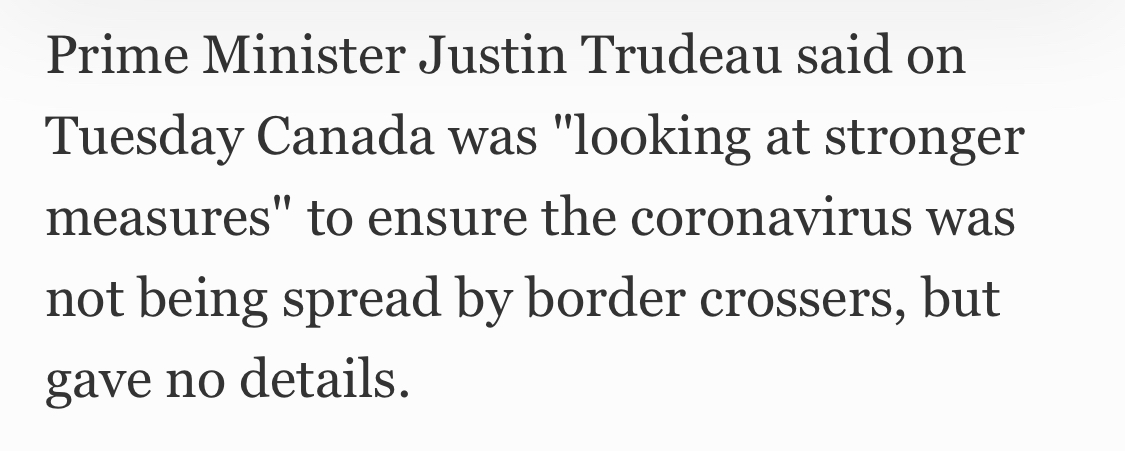 Prime Minister Justin Trudeau said on
Tuesday Canada was "looking at stronger
measures" to ensure the coronavirus was
not being spread by border crossers, but
gave no details.